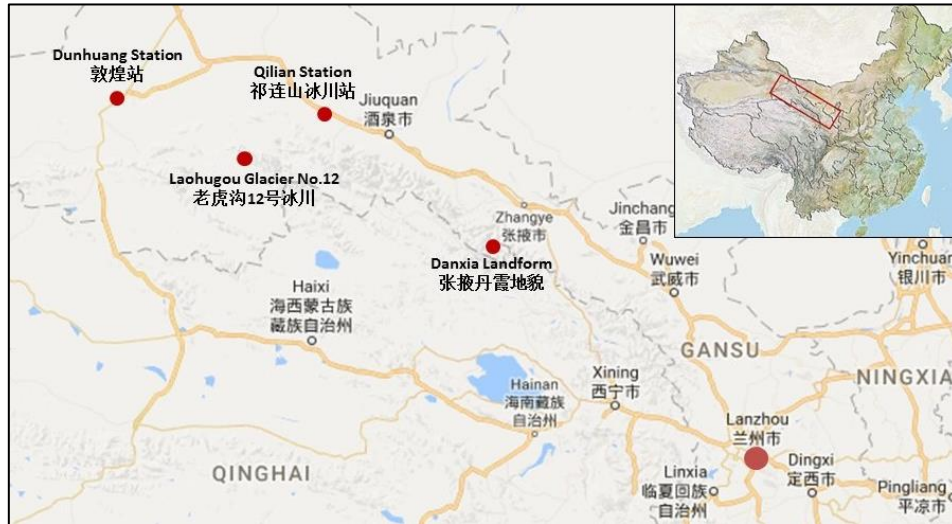 Dunhuang Station
敦煌站
Qilian Station
祁连山冰川站
Jiuquan
酒泉市
Laohugou Glacier No.12
老虎沟12号冰川
Zhangye
张掖市
Jinchang
金昌市
Danxia Landform
张掖丹霞地貌
Wuwei
武威市
Yinchuan
银川市
Haixi
海西蒙古族
藏族自治州
GANSU
NINGXIA
Xining
西宁市
Hainan
海南藏族
自治州
Lanzhou
兰州市
QINGHAI
Linxia
临夏回族
自治州
Dingxi
定西市
Pingliang
平凉市